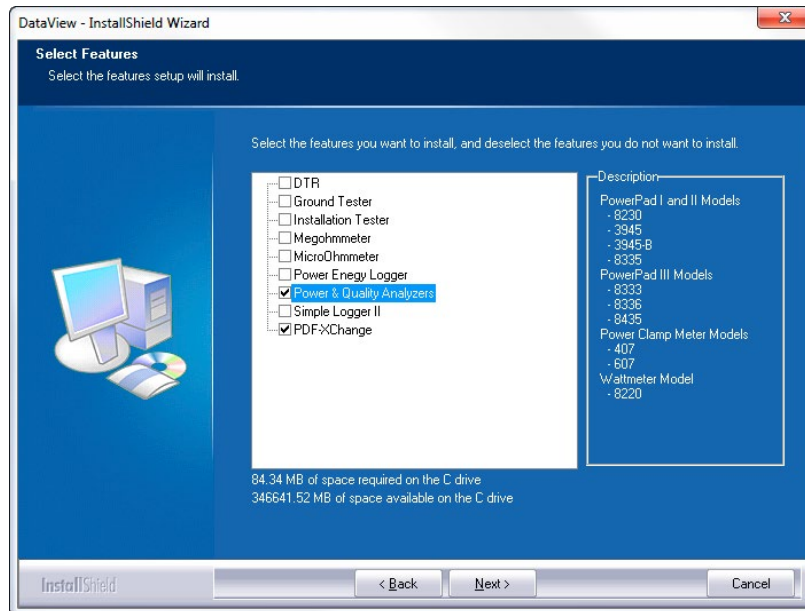 DataView - InstallShield Wizard
Select Features
Select the features setup will install.
Select the features you want to install, and deselect the features you do not want to install.
DTR
Ground Tester
Installation Tester
Megohmmeter
MicroOhmmeter
Power Enegy Logger
Power & Quality Analyzers
Simple Logger II
PDF-XChange
Description
PowerPad I and II Models
- 8230
- 3945
- 3945-B
- 8335
PowerPad III Models
- 8333
- 8336
- 8435
Power Clamp Meter Models
- 407
- 607
Wattmeter Model
- 8220
84.34 MB of space required on the C drive
346641.52 MB of space available on the C drive
InstallShield
< Back
Next >
Cancel